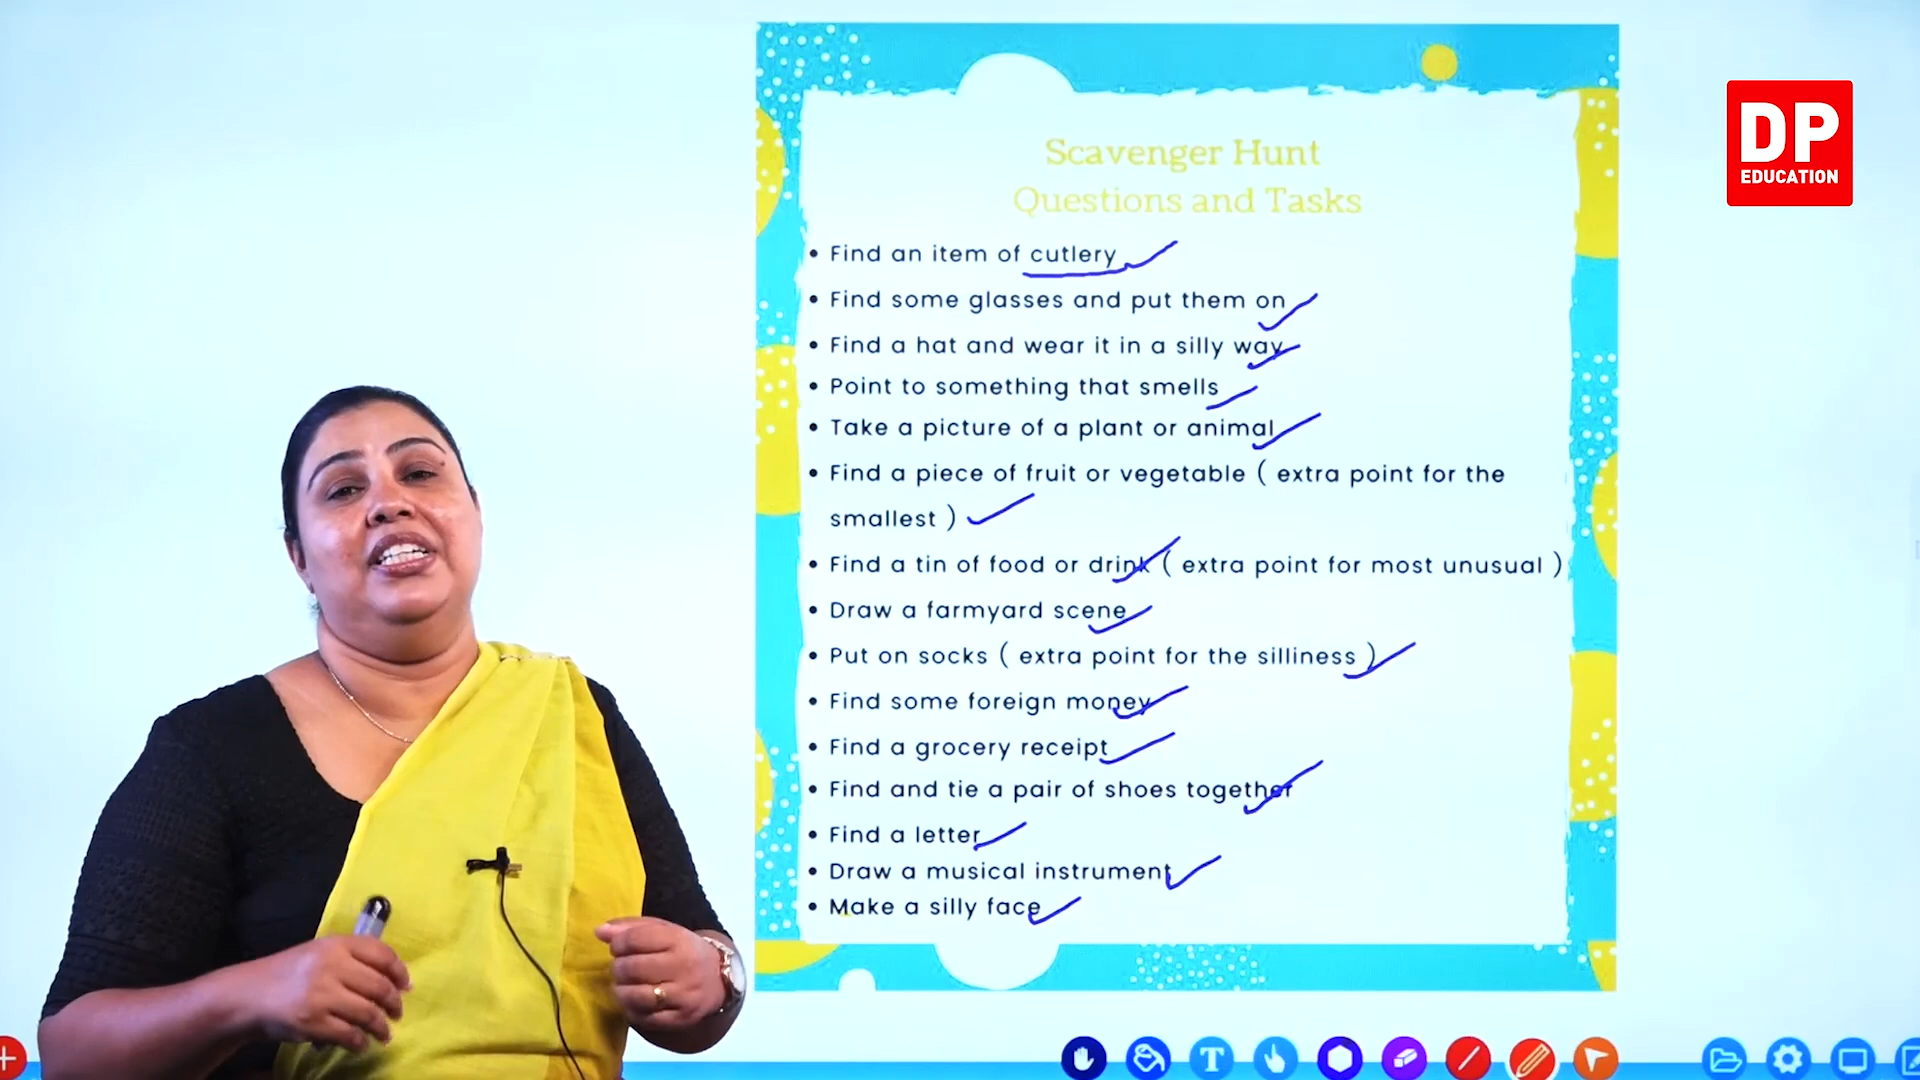 DP
EDUCATION
Scavenger Hunt
Questions and Tasks
• Find an item of cutlery
• Find some glasses and put them on
• Find a hat and wear it in a silly way
• Point to something that smells
• Take a picture of a plant or animal
• Find a piece of fruit or vegetable ( extra point for the
smallest )
• Find a tin of food or drink ( extra point for most unusual )
• Draw a farmyard scene
• Put on socks ( extra point for the silliness )
• Find some foreign money
• Find a grocery receipt
• Find and tie a pair of shoes together
• Find a letter
• Draw a musical instrument
• Make a silly face
T